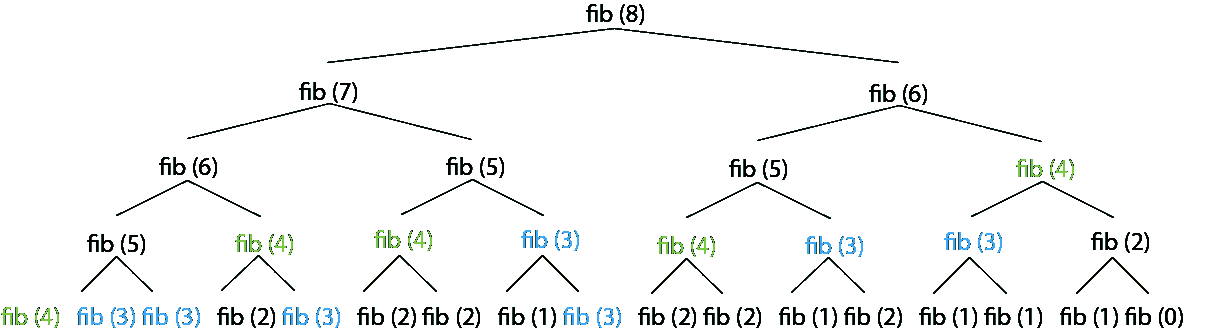 fib (8)
fib (7) fib (6)
fib (6) fib (5) fib (5) fib (4)
fib (5) fib (4) fib (4) fib (3) fib (4) fib (3) fib (3) fib (2)
fib (4) fib (3) fib (3) fib (2) fib (3) fib (2) fib (2) fib (1) fib (3) fib (2) fib (2) fib (1) fib (2) fib (1) fib (1) fib (1) fib (0)